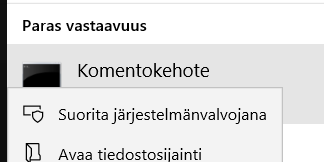 Paras vastaavuus
Komentokehote
Suorita järjestelmänvalvojana
Avaa tiedostosijainti